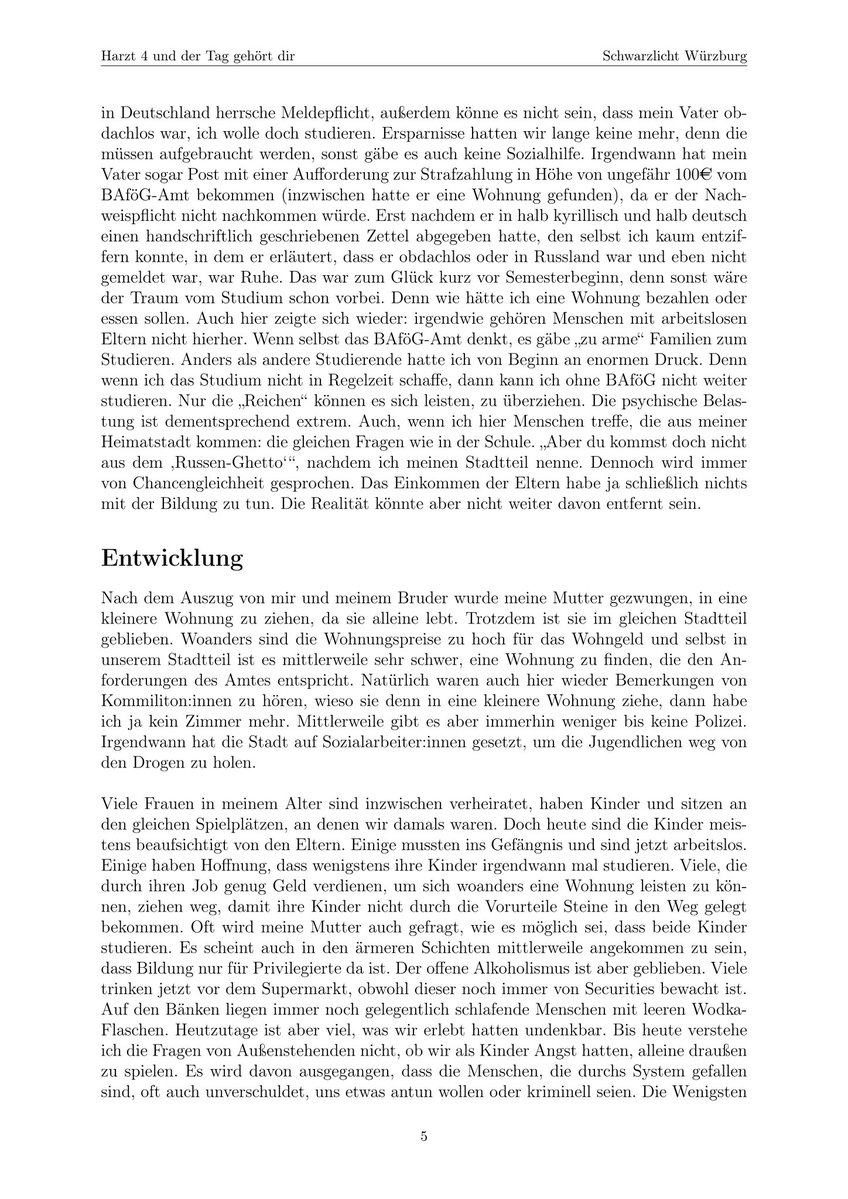 Harzt 4 und der Tag gehört dir Schwarzlicht Würzburg
in Deutschland herrsche Meldepflicht, außerdem könne es nicht sein, dass mein Vater ob-
dachlos war, ich wolle doch studieren. Ersparnisse hatten wir lange keine mehr, denn die
müssen aufgebraucht werden, sonst gäbe es auch keine Sozialhilfe. Irgendwann hat mein
Vater sogar Post mit einer Aufforderung zur Strafzahlung in Höhe von ungefähr 100€ vom
BAföG-Amt bekommen (inzwischen hatte er eine Wohnung gefunden), da er der Nach-
weispflicht nicht nachkommen würde. Erst nachdem er in halb kyrillisch und halb deutsch
einen handschriftlich geschriebenen Zettel abgegeben hatte, den selbst ich kaum entzif-
fern konnte, in dem er erläutert, dass er obdachlos oder in Russland war und eben nicht
gemeldet war, war Ruhe. Das war zum Glück kurz vor Semesterbeginn, denn sonst wäre
der Traum vom Studium schon vorbei. Denn wie hätte ich eine Wohnung bezahlen oder
essen sollen. Auch hier zeigte sich wieder: irgendwie gehören Menschen mit arbeitslosen
Eltern nicht hierher. Wenn selbst das BAföG-Amt denkt, es gäbe „zu arme“ Familien zum
Studieren. Anders als andere Studierende hatte ich von Beginn an enormen Druck. Denn
wenn ich das Studium nicht in Regelzeit schaffe, dann kann ich ohne BAföG nicht weiter
studieren. Nur die „Reichen“ können es sich leisten, zu überziehen. Die psychische Belas-
tung ist dementsprechend extrem. Auch, wenn ich hier Menschen treffe, die aus meiner
Heimatstadt kommen: die gleichen Fragen wie in der Schule. „Aber du kommst doch nicht
aus dem ‚Russen-Ghetto‘“, nachdem ich meinen Stadtteil nenne. Dennoch wird immer
von Chancengleichheit gesprochen. Das Einkommen der Eltern habe ja schließlich nichts
mit der Bildung zu tun. Die Realität könnte aber nicht weiter davon entfernt sein.
Entwicklung
Nach dem Auszug von mir und meinem Bruder wurde meine Mutter gezwungen, in eine
kleinere Wohnung zu ziehen, da sie alleine lebt. Trotzdem ist sie im gleichen Stadtteil
geblieben. Woanders sind die Wohnungspreise zu hoch für das Wohngeld und selbst in
unserem Stadtteil ist es mittlerweile sehr schwer, eine Wohnung zu finden, die den An-
forderungen des Amtes entspricht. Natürlich waren auch hier wieder Bemerkungen von
Kommiliton:innen zu hören, wieso sie denn in eine kleinere Wohnung ziehe, dann habe
ich ja kein Zimmer mehr. Mittlerweile gibt es aber immerhin weniger bis keine Polizei.
Irgendwann hat die Stadt auf Sozialarbeiter:innen gesetzt, um die Jugendlichen weg von
den Drogen zu holen.
Viele Frauen in meinem Alter sind inzwischen verheiratet, haben Kinder und sitzen an
den gleichen Spielplätzen, an denen wir damals waren. Doch heute sind die Kinder meis-
tens beaufsichtigt von den Eltern. Einige mussten ins Gefängnis und sind jetzt arbeitslos.
Einige haben Hoffnung, dass wenigstens ihre Kinder irgendwann mal studieren. Viele, die
durch ihren Job genug Geld verdienen, um sich woanders eine Wohnung leisten zu kön-
nen, ziehen weg, damit ihre Kinder nicht durch die Vorurteile Steine in den Weg gelegt
bekommen. Oft wird meine Mutter auch gefragt, wie es möglich sei, dass beide Kinder
studieren. Es scheint auch in den ärmeren Schichten mittlerweile angekommen zu sein,
dass Bildung nur für Privilegierte da ist. Der offene Alkoholismus ist aber geblieben. Viele
trinken jetzt vor dem Supermarkt, obwohl dieser noch immer von Securities bewacht ist.
Auf den Bänken liegen immer noch gelegentlich schlafende Menschen mit leeren Wodka-
Flaschen. Heutzutage ist aber viel, was wir erlebt hatten undenkbar. Bis heute verstehe
ich die Fragen von Außenstehenden nicht, ob wir als Kinder Angst hatten, alleine draußen
zu spielen. Es wird davon ausgegangen, dass die Menschen, die durchs System gefallen
sind, oft auch unverschuldet, uns etwas antun wollen oder kriminell seien. Die Wenigsten
5